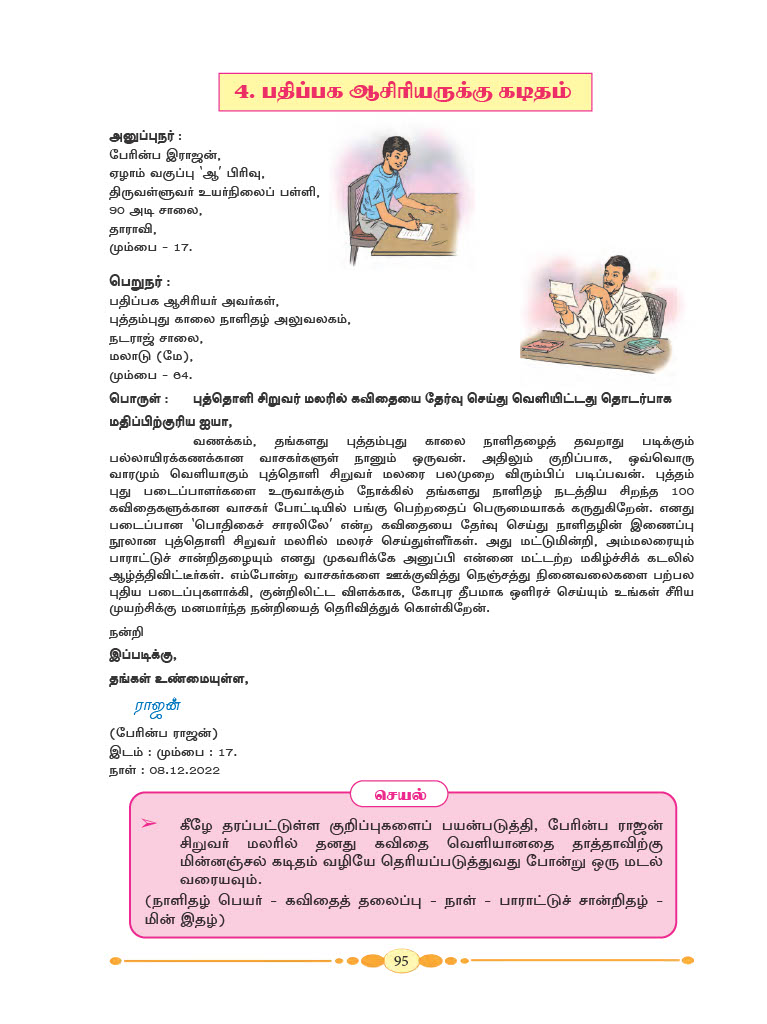 4. பதிப்பக ஆசிரியருக்கு கடிதம்
அனுப்புநர் :
பேரின்ப இராஜன்,
ஏழாம் வகுப்பு ‘ஆ’ பிரிவு,
திருவள்ளுவர் உயர்நிலைப் பள்ளி,
90 அடி சாலை,
தாராவி,
மும்பை - 17.
பெறுநர் :
பதிப்பக ஆசிரியர் அவர்கள்,
புத்தம்புது காலை நாளிதழ் அலுவலகம்,
நடராஜ் சாலை,
மலாடு (மே),
மும்பை - 64.
பொருள் : புத்தொளி சிறுவர் மலரில் கவிதையை தேர்வு செய்து வெளியிட்டது தொடர்பாக
மதிப்பிற்குரிய ஐயா,
வணக்கம், தங்களது புத்தம்புது காலை நாளிதழைத் தவறாது படிக்கும்
பல்லாயிரக்கணக்கான வாசகர்களுள் நானும் ஒருவன். அதிலும் குறிப்பாக, ஒவ்வொரு
வாரமும் வெளியாகும் புத்தொளி சிறுவர் மலரை பலமுறை விரும்பிப் படிப்பவன். புத்தம்
புது படைப்பாளர்களை உருவாக்கும் நோக்கில் தங்களது நாளிதழ் நடத்திய சிறந்த 100
கவிதைகளுக்கான வாசகர் போட்டியில் பங்கு பெற்றதைப் பெருமையாகக் கருதுகிறேன். எனது
படைப்பான ‘பொதிகைச் சாரலிலே’ என்ற கவிதையை தேர்வு செய்து நாளிதழின் இணைப்பு
நூலான புத்தொளி சிறுவர் மலரில் மலரச் செய்துள்ளீர்கள். அது மட்டுமின்றி, அம்மலரையும்
பாராட்டுச் சான்றிதழையும் எனது முகவரிக்கே அனுப்பி என்னை மட்டற்ற மகிழ்ச்சிக் கடலில்
ஆழ்த்திவிட்டீர்கள். எம்போன்ற வாசகர்களை ஊக்குவித்து நெஞ்சத்து நினைவலைகளை பற்பல
புதிய படைப்புகளாக்கி, குன்றிலிட்ட விளக்காக, கோபுர தீபமாக ஒளிரச் செய்யும் உங்கள் சீரிய
முயற்சிக்கு மனமார்ந்த நன்றியைத் தெரிவித்துக் கொள்கிறேன்.
நன்றி
இப்படிக்கு,
தங்கள் உண்மையுள்ள,
ராஜன்
(பேரின்ப ராஜன்)
இடம் : மும்பை : 17.
நாள் : 08.12.2022
செயல்
➢ கீழே தரப்பட்டுள்ள குறிப்புகளைப் பயன்படுத்தி, பேரின்ப ராஜன்
சிறுவர் மலரில் தனது கவிதை வெளியானதை தாத்தாவிற்கு
மின்னஞ்சல் கடிதம் வழியே தெரியப்படுத்துவது போன்று ஒரு மடல்
வரையவும்.
(நாளிதழ் பெயர் - கவிதைத் தலைப்பு - நாள் - பாராட்டுச் சான்றிதழ் -
மின் இதழ்)
95